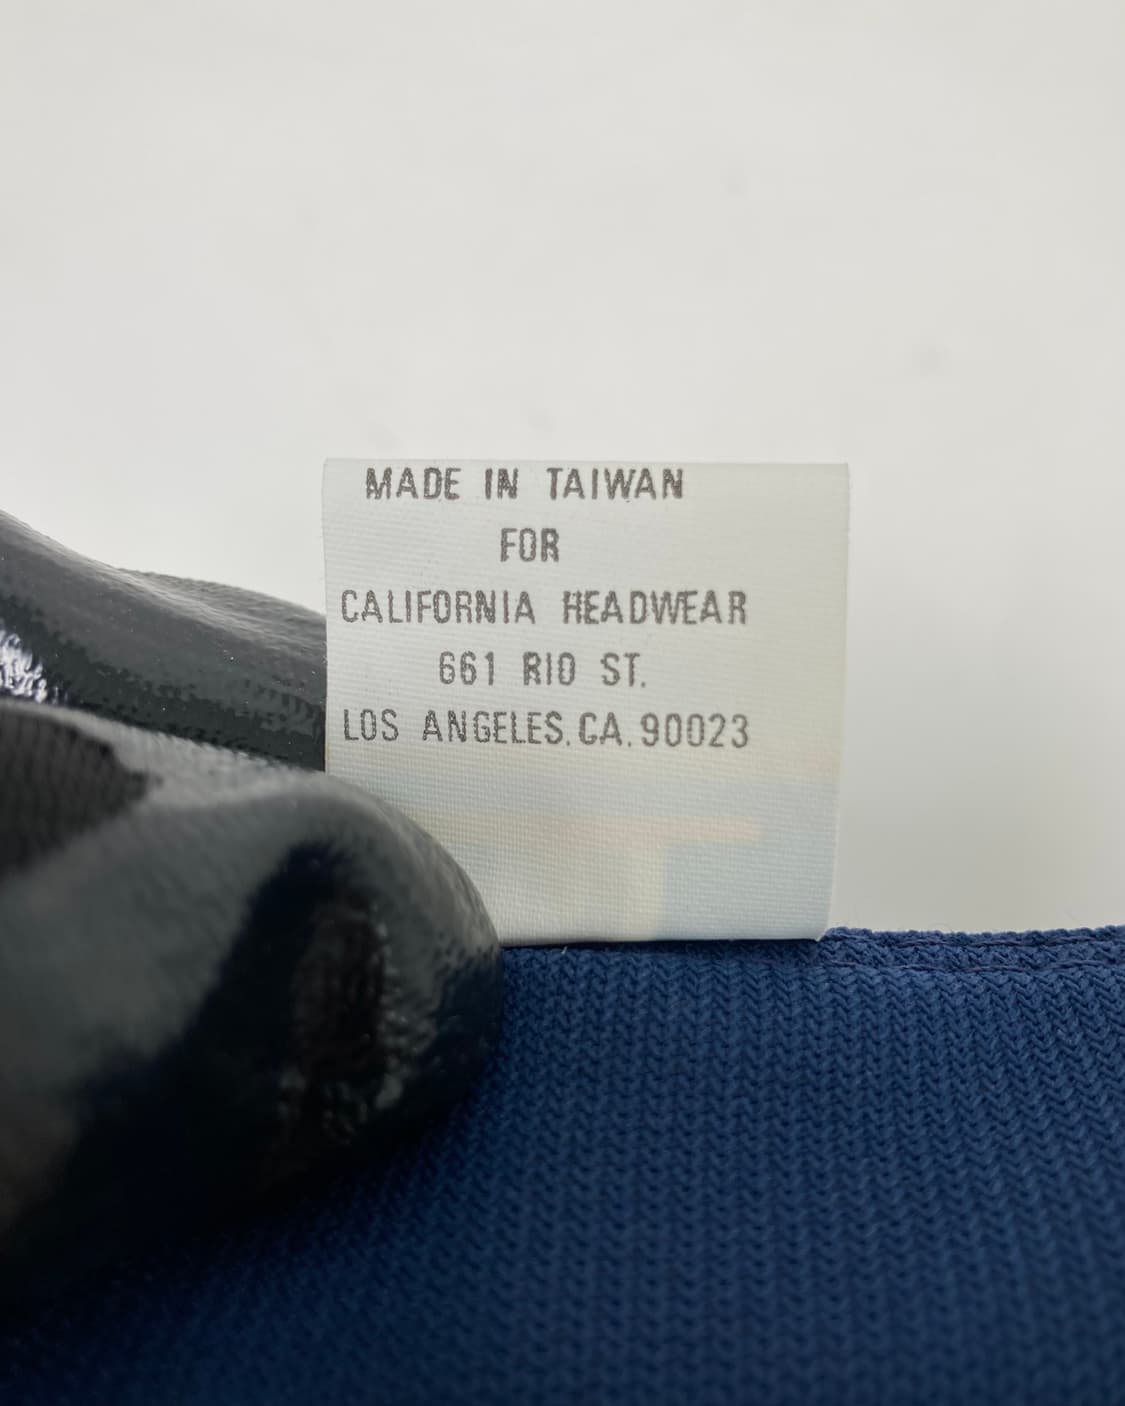 MADE IN TAIWAN
FOR
CALIFORNIA HEADWEAR
661 RIO ST.
LOS ANGELES, CA. 90023